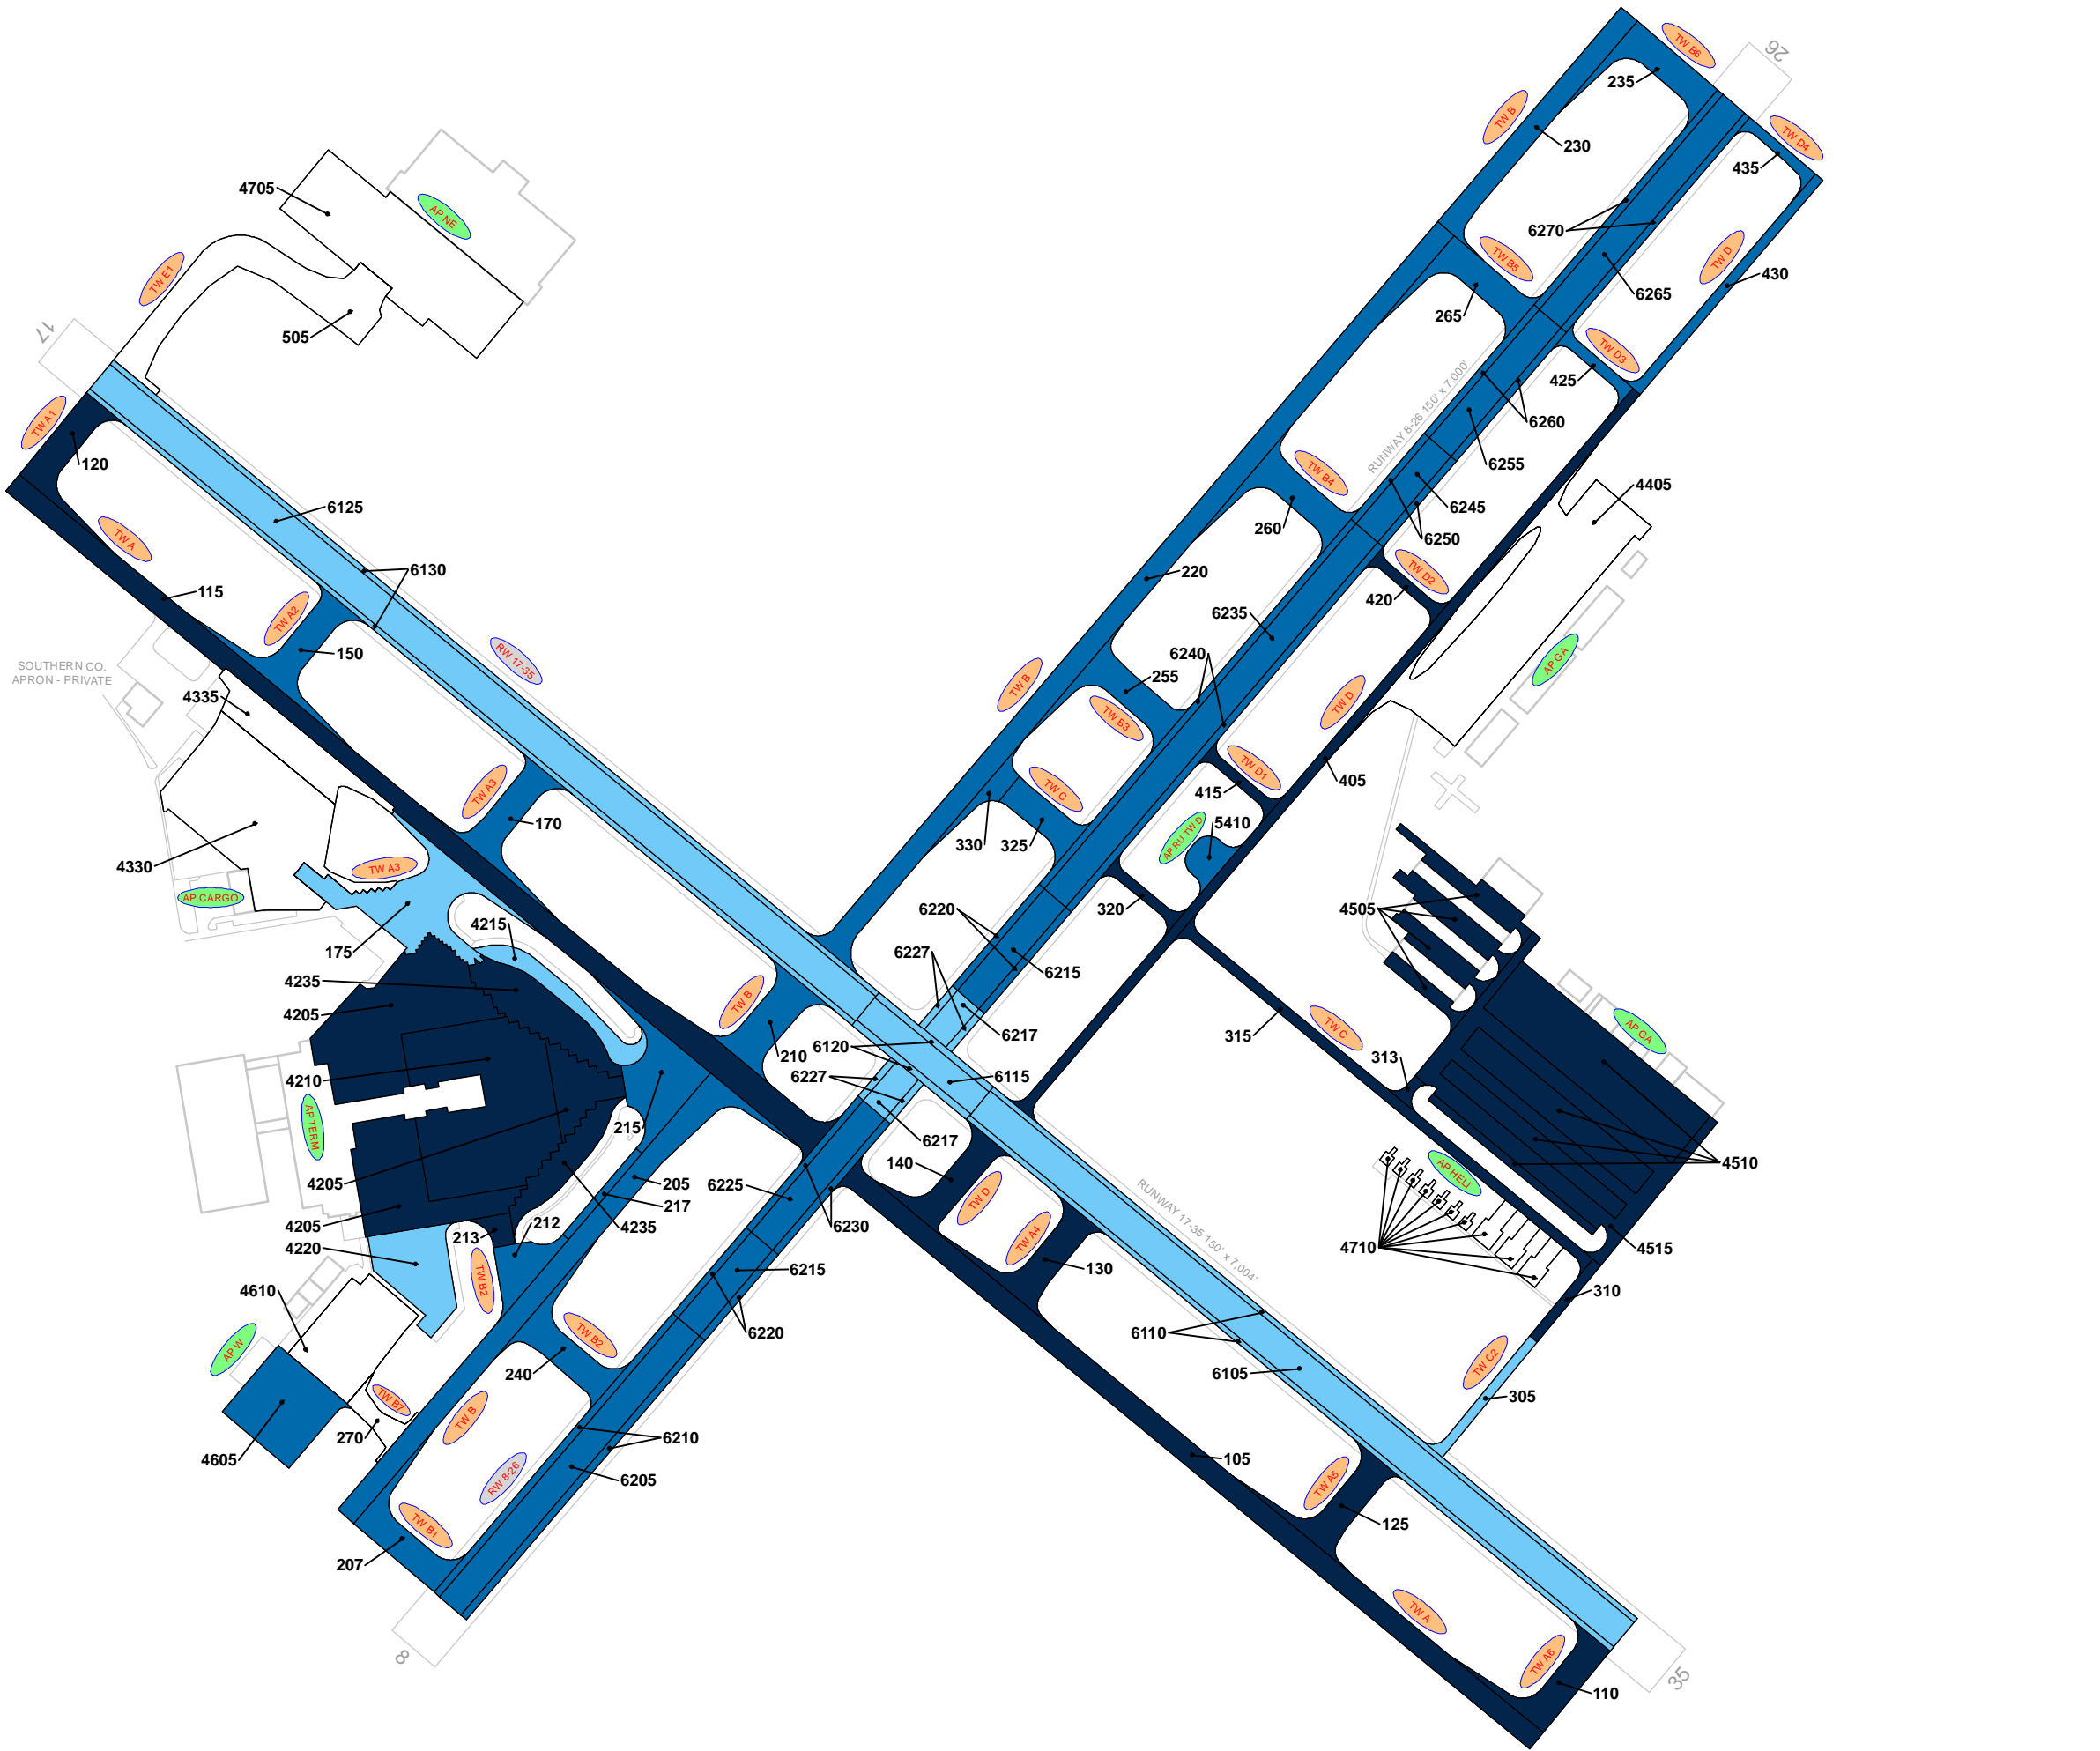 TW B6
26
235
TW B
TW D4
230
435
4705
AP NE
6270
TW B5
TW D
430
TW E1
6265
265
505
17
TW D3
425
RUNWAY 8-26 150' x 7,000'
TW A1
6260
120
6255
TW B4
4405
6125
6245
260
6250
TW A
6130
220
TW D2
115
420
TW A2
6235
150
RW 17-35
6240
AP GA
SOUTHERN CO.
APRON - PRIVATE
255
TW B
4335
TW D
TW B3
TW D1
405
TW A3
TW C
415
170
5410
330
325
AP RU TW D
4330
TW A3
AP CARGO
6220
4505
320
4215
6227
175
6215
4235
TW B
4205
315
TW C
AP GA
6217
210
6120
313
6227
6115
4210
AP TERM
215
6217
140
4510
AP HELI
4205
205
6225
217
TW D
4205
212
4235
6230
213
TW A4
4220
4710
4515
TW B2
6215
130
4610
RUNWAY 17-35 150' x 7,004'
310
AP W
TW B2
6220
6110
240
6105
TW C2
TW B7
305
TW B
270
6210
4605
105
RW 8-26
6205
TW A5
TW B1
125
207
TW A
8
TW A6
35
110